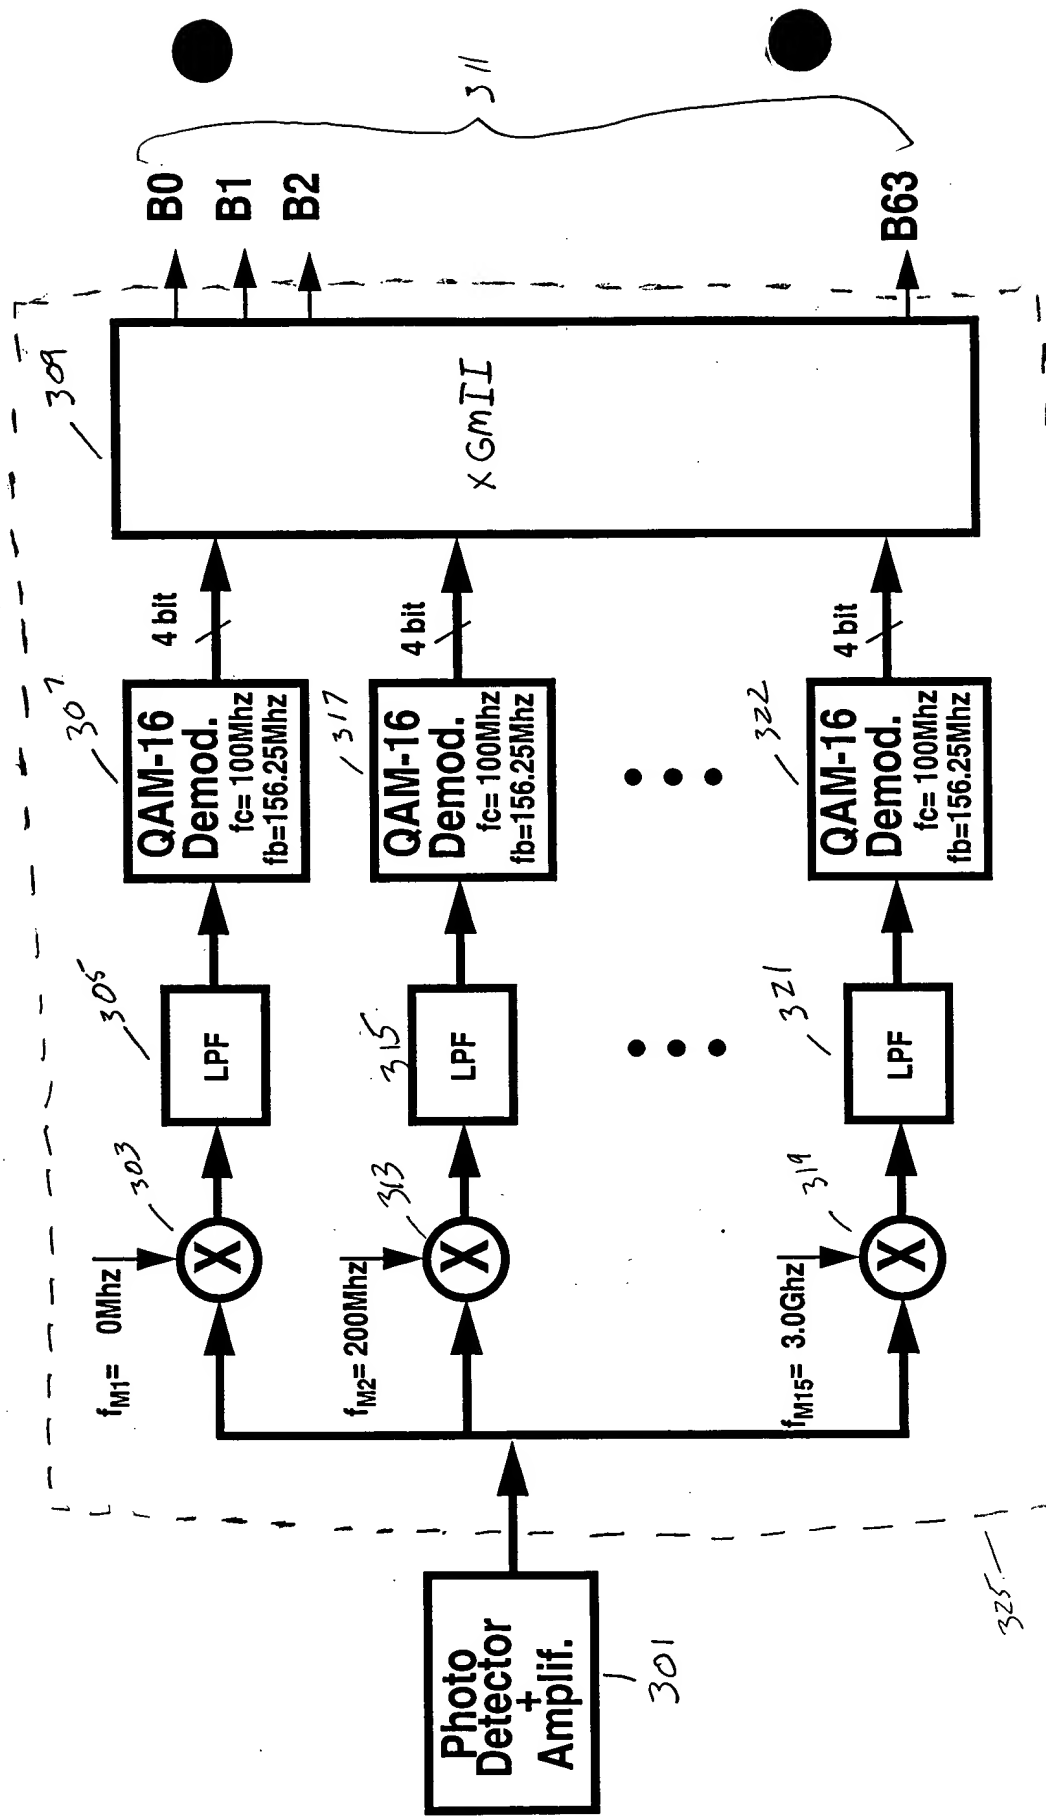 Photo
Detector
+
Amplif.
301
325
fM1= 0Mhz
X
303
LPF
305
QAM-16
Demod.
fc= 100Mhz
fb=156.25Mhz
307
4 bit
fM2= 200Mhz
X
313
LPF
315
QAM-16
Demod.
fc= 100Mhz
fb=156.25Mhz
317
4 bit
fM15= 3.0Ghz
X
319
LPF
321
QAM-16
Demod.
fc= 100Mhz
fb=156.25Mhz
322
4 bit
XGMII
309
B0
B1
B2
B63
311